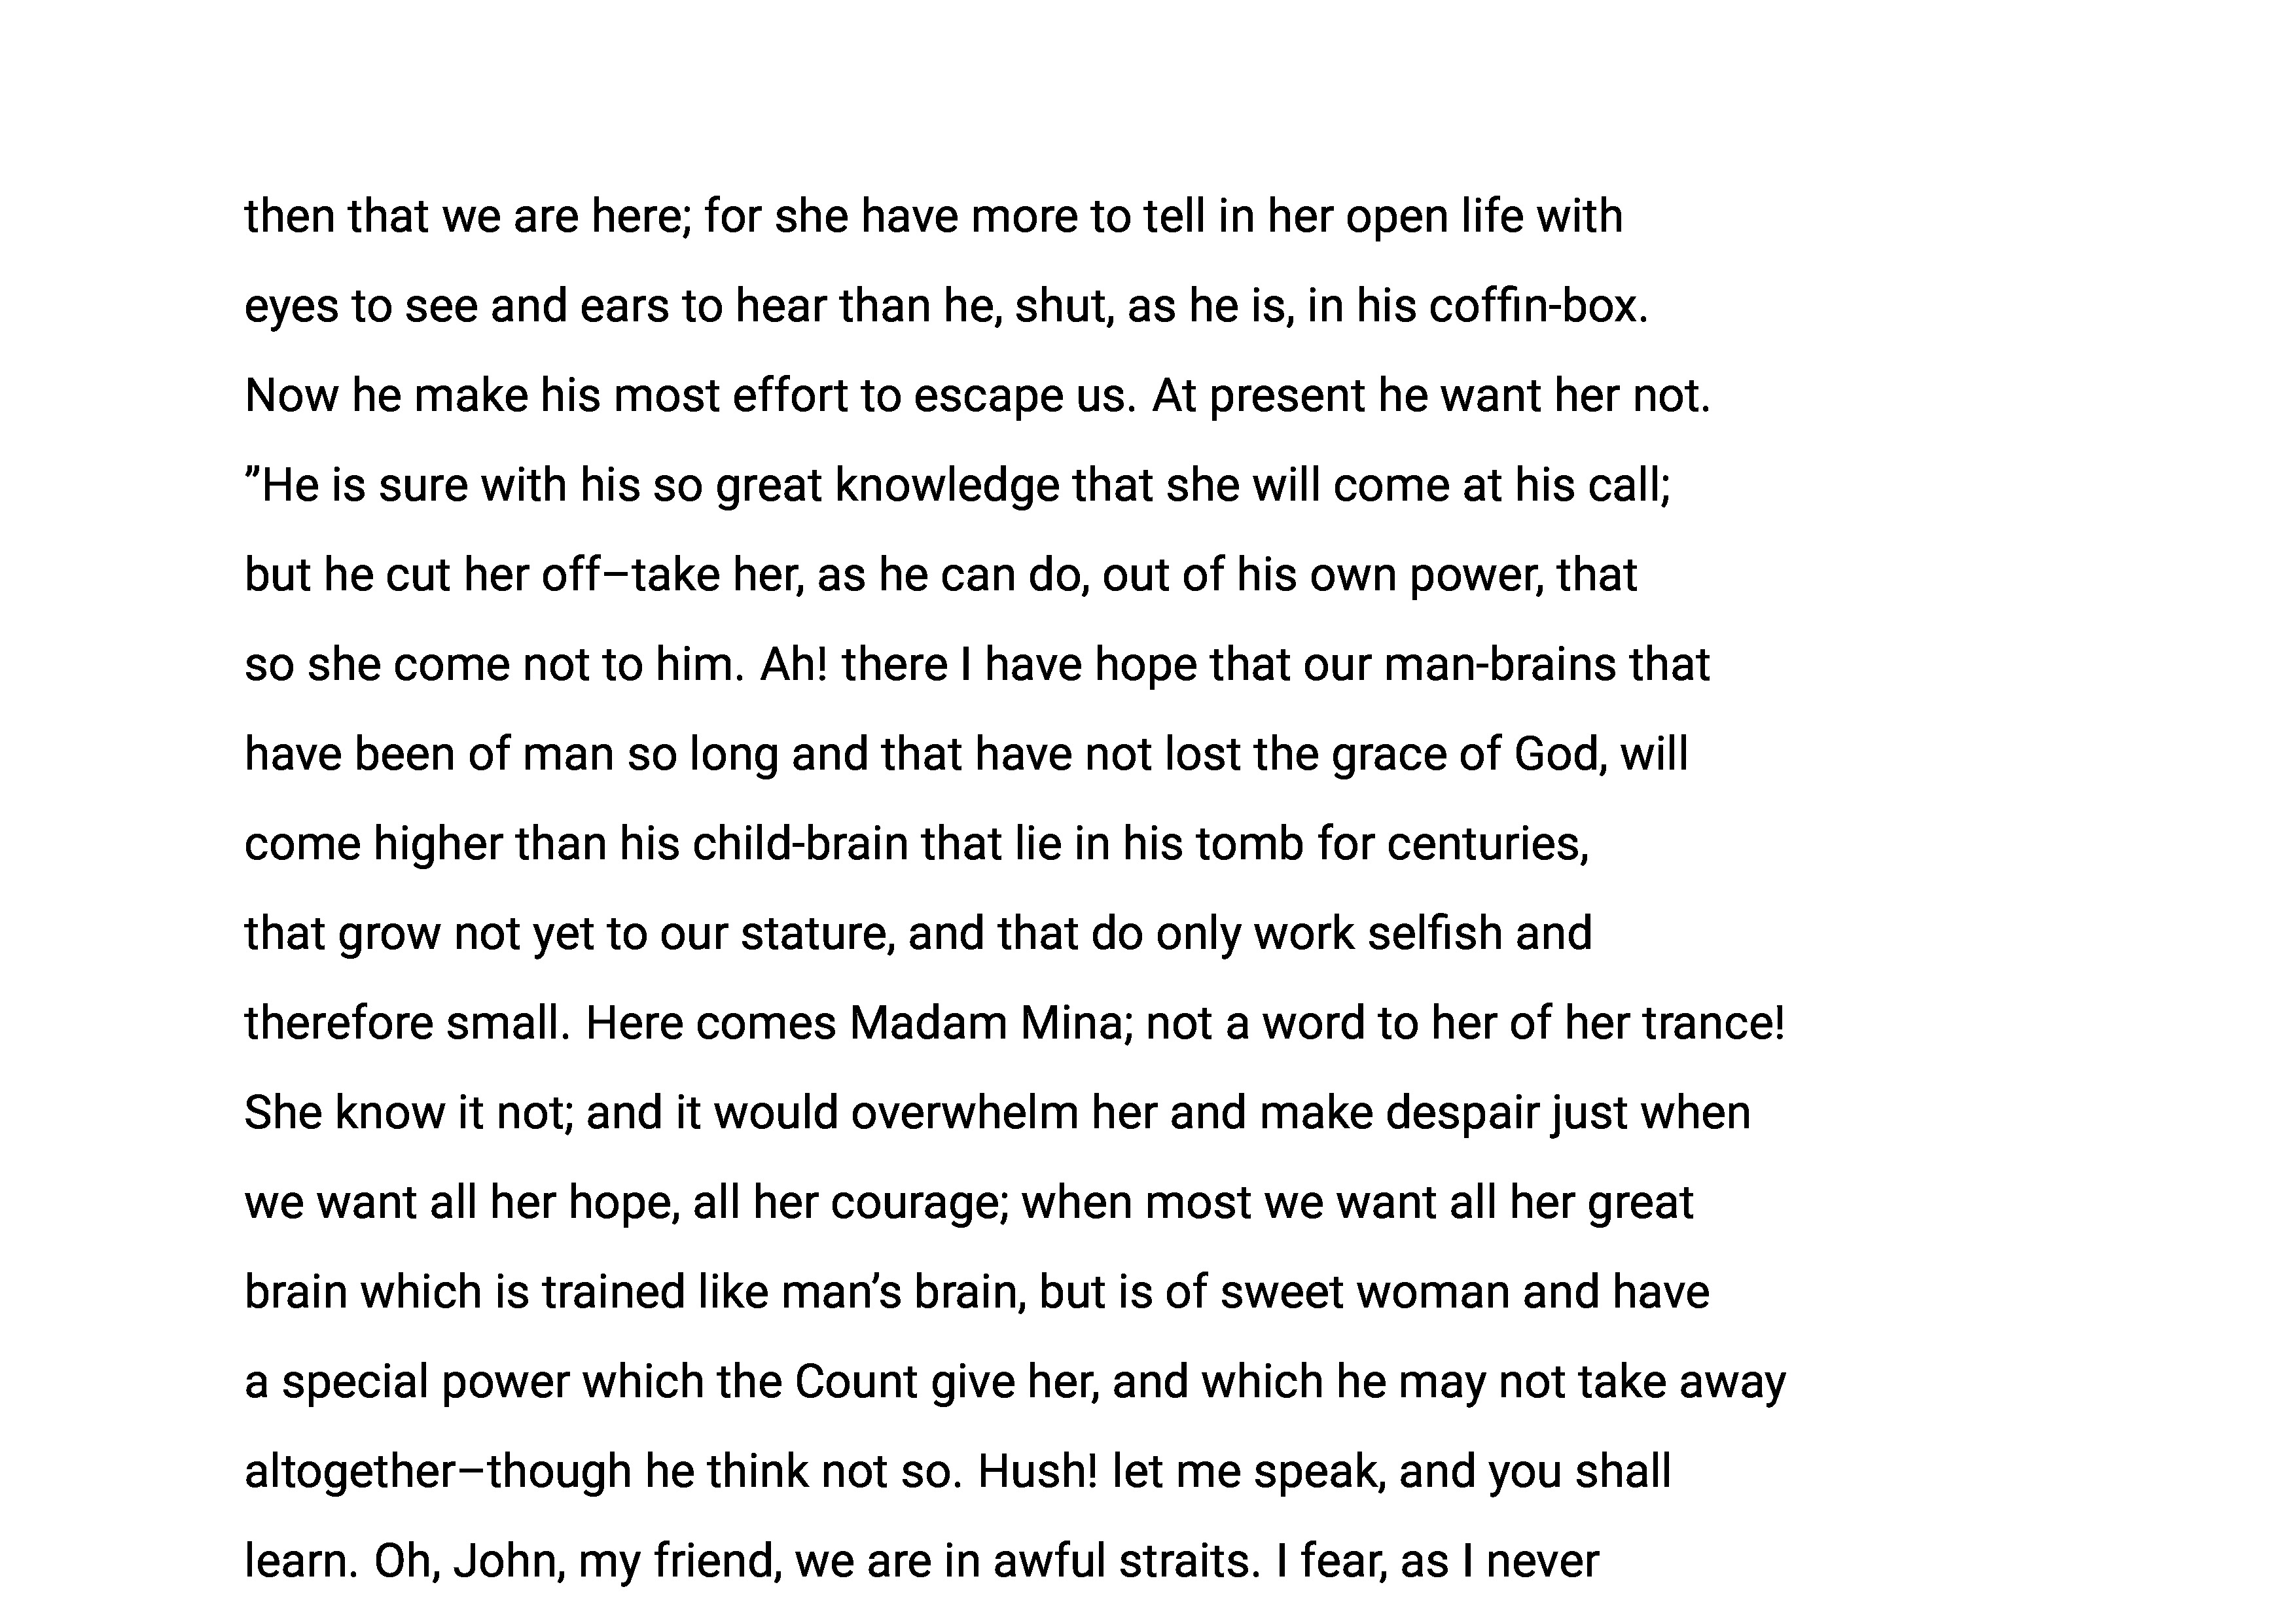 then that we are here; for she have more to tell in her open life with
eyes to see and ears to hear than he, shut, as he is, in his coffin-box.
Now he make his most effort to escape us. At present he want her not.
”He is sure with his so great knowledge that she will come at his call;
but he cut her off–take her, as he can do, out of his own power, that
so she come not to him. Ah! there I have hope that our man-brains that
have been of man so long and that have not lost the grace of God, will
come higher than his child-brain that lie in his tomb for centuries,
that grow not yet to our stature, and that do only work selfish and
therefore small. Here comes Madam Mina; not a word to her of her trance!
She know it not; and it would overwhelm her and make despair just when
we want all her hope, all her courage; when most we want all her great
brain which is trained like man’s brain, but is of sweet woman and have
a special power which the Count give her, and which he may not take away
altogether–though he think not so. Hush! let me speak, and you shall
learn. Oh, John, my friend, we are in awful straits. I fear, as I never